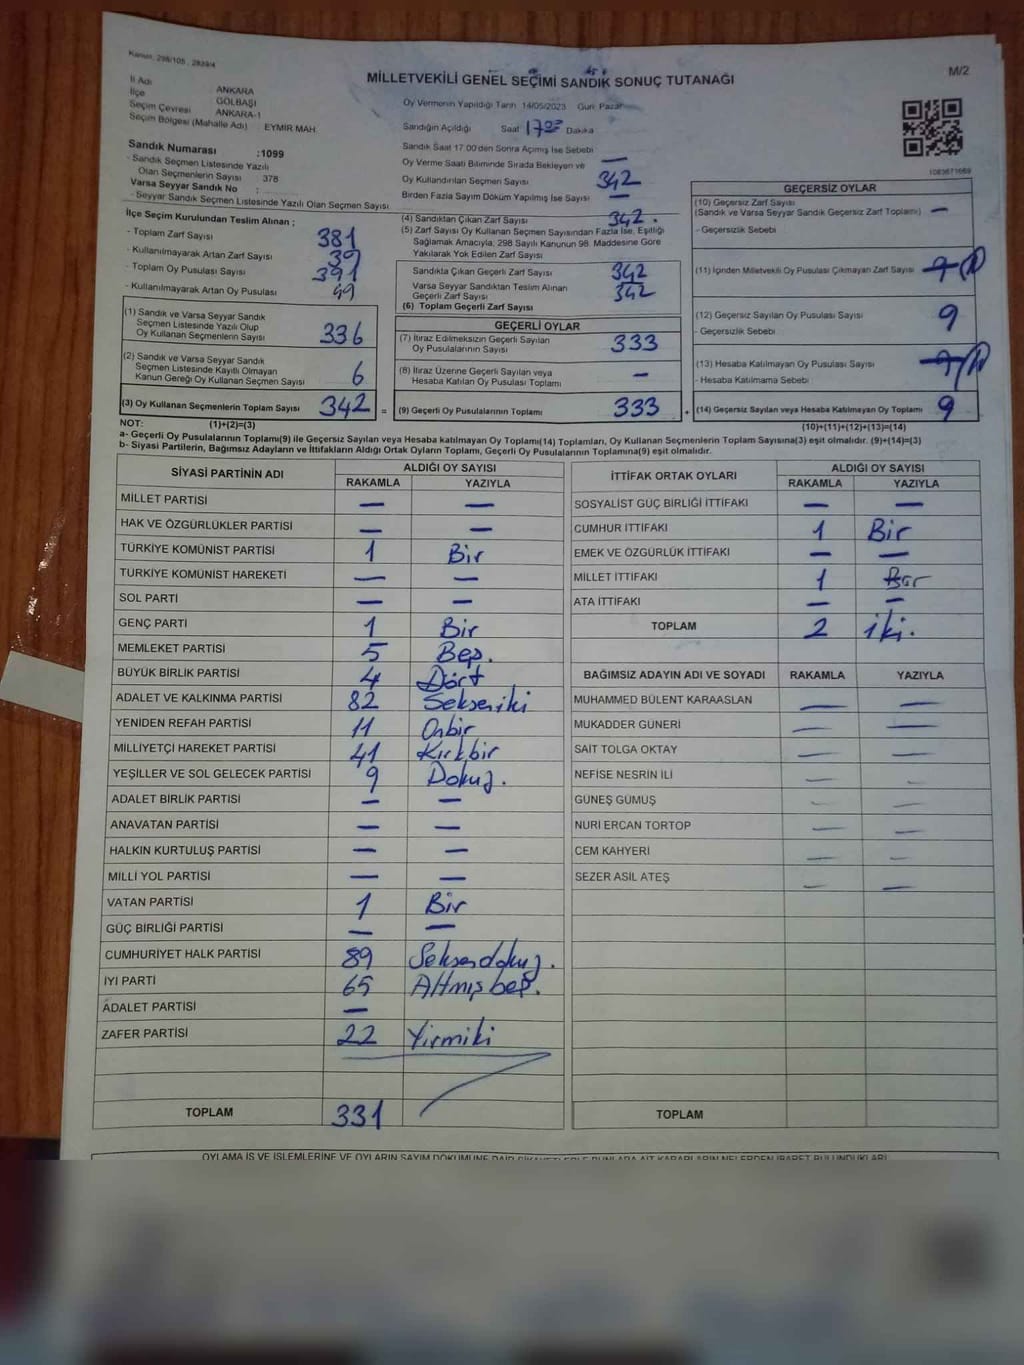 Kanun, 298/105, 2839/4
MİLLETVEKİLİ GENEL SEÇİMİ SANDIK SONUÇ TUTANAĞI
M/2
İl Adı ANKARA
İlçe GÖLBAŞI
Seçim Çevresi ANKARA-1
Seçim Bölgesi (Mahalle Adı) EYMİR MAH.
Sandık Numarası :1099
- Sandık Seçmen Listesinde Yazılı
Olan Seçmenlerin Sayısı 378
Varsa Seyyar Sandık No :
- Seyyar Sandık Listesinde Yazılı Olan Seçmen Sayısı
İlçe Seçim Kurulundan Teslim Alınan ;
- Toplam Zarf Sayısı 381
- Kullanılmayarak Artan Zarf Sayısı 39
- Toplam Oy Pusulası Sayısı 391
- Kullanılmayarak Artan Oy Pusulası 49
(1) Sandık ve Varsa Seyyar Sandık
Seçmen Listesinde Yazılı Olup
Oy Kullanan Seçmenlerin Sayısı 336
(2) Sandık ve Varsa Seyyar Sandık
Seçmen Listesinde Kayıtlı Olmayan
Kanun Gereği Oy Kullanan Seçmen Sayısı 6
(3) Oy Kullanan Seçmenlerin Toplam Sayısı 342 =
Oy Vermenin Yapıldığı Tarih 14/05/2023 Gün: Pazar
Sandığın Açıldığı Saat 17:00 Dakika
Sandık Saat 17.00'den Sonra Açılmış İse Sebebi
Oy Verme Saati Bitiminde Sırada Bekleyen ve —
Oy Kullandırılan Seçmen Sayısı 342
Birden Fazla Sayım Döküm Yapılmış İse Sayısı —
(4) Sandıktan Çıkan Zarf Sayısı 342.
(5) Zarf Sayısı Oy Kullanan Seçmen Sayısından Fazla İse, Eşitliği
Sağlamak Amacıyla, 298 Sayılı Kanunun 98. Maddesine Göre
Yakılarak Yok Edilen Zarf Sayısı
Sandıkta Çıkan Geçerli Zarf Sayısı 342
Varsa Seyyar Sandıktan Teslim Alınan
Geçerli Zarf Sayısı 342
(6) Toplam Geçerli Zarf Sayısı
GEÇERLİ OYLAR
(7) İtiraz Edilmeksizin Geçerli Sayılan
Oy Pusulalarının Sayısı 333
(8) İtiraz Üzerine Geçerli Sayılan veya
Hesaba Katılan Oy Pusulası Toplamı —
(9) Geçerli Oy Pusulalarının Toplamı 333 +
1083671669
GEÇERSİZ OYLAR
(10) Geçersiz Zarf Sayısı
(Sandık ve Varsa Seyyar Sandık Geçersiz Zarf Toplamı) —
- Geçersizlik Sebebi
(11) İçinden Milletvekili Oy Pusulası Çıkmayan Zarf Sayısı
(12) Geçersiz Sayılan Oy Pusulası Sayısı 9
- Geçersizlik Sebebi
(13) Hesaba Katılmayan Oy Pusulası Sayısı
- Hesaba Katılmama Sebebi
(14) Geçersiz Sayılan veya Hesaba Katılmayan Oy Toplamı 9
NOT: (1)+(2)=(3) (10)+(11)+(12)+(13)=(14)
a- Geçerli Oy Pusulalarının Toplamı(9) ile Geçersiz Sayılan veya Hesaba katılmayan Oy Toplamı(14) Toplamları, Oy Kullanan Seçmenlerin Toplam Sayısına(3) eşit olmalıdır. (9)+(14)=(3)
b- Siyasi Partilerin, Bağımsız Adayların ve İttifakların Aldığı Ortak Oyların Toplamı, Geçerli Oy Pusulalarının Toplamına(9) eşit olmalıdır.
SİYASİ PARTİNİN ADI ALDIĞI OY SAYISI
RAKAMLA YAZIYLA
MİLLET PARTİSİ — —
HAK VE ÖZGÜRLÜKLER PARTİSİ — —
TÜRKİYE KOMÜNİST PARTİSİ 1 Bir
TÜRKİYE KOMÜNİST HAREKETİ — —
SOL PARTİ — —
GENÇ PARTİ 1 Bir
MEMLEKET PARTİSİ 5 Beş.
BÜYÜK BİRLİK PARTİSİ 4 Dört
ADALET VE KALKINMA PARTİSİ 82 Sekseniki
YENİDEN REFAH PARTİSİ 11 Onbir
MİLLİYETÇİ HAREKET PARTİSİ 41 Kırkbir
YEŞİLLER VE SOL GELECEK PARTİSİ 9 Dokuz.
ADALET BİRLİK PARTİSİ — —
ANAVATAN PARTİSİ — —
HALKIN KURTULUŞ PARTİSİ — —
MİLLİ YOL PARTİSİ — —
VATAN PARTİSİ 1 Bir
GÜÇ BİRLİĞİ PARTİSİ — —
CUMHURİYET HALK PARTİSİ 89 Seksendokuz.
İYİ PARTİ 65 Altmışbeş.
ADALET PARTİSİ —
ZAFER PARTİSİ 22 Yirmiki
TOPLAM 331
İTTİFAK ORTAK OYLARI ALDIĞI OY SAYISI
RAKAMLA YAZIYLA
SOSYALİST GÜÇ BİRLİĞİ İTTİFAKI — —
CUMHUR İTTİFAKI 1 Bir
EMEK VE ÖZGÜRLÜK İTTİFAKI — —
MİLLET İTTİFAKI 1 Bir
ATA İTTİFAKI — —
TOPLAM 2 iki.
BAĞIMSIZ ADAYIN ADI VE SOYADI RAKAMLA YAZIYLA
MUHAMMED BÜLENT KARAASLAN — —
MUKADDER GÜNERİ — —
SAİT TOLGA OKTAY — —
NEFİSE NESRİN İLİ — —
GÜNEŞ GÜMÜŞ — —
NURİ ERCAN TORTOP — —
CEM KAHYERİ — —
SEZER ASİL ATEŞ — —
TOPLAM